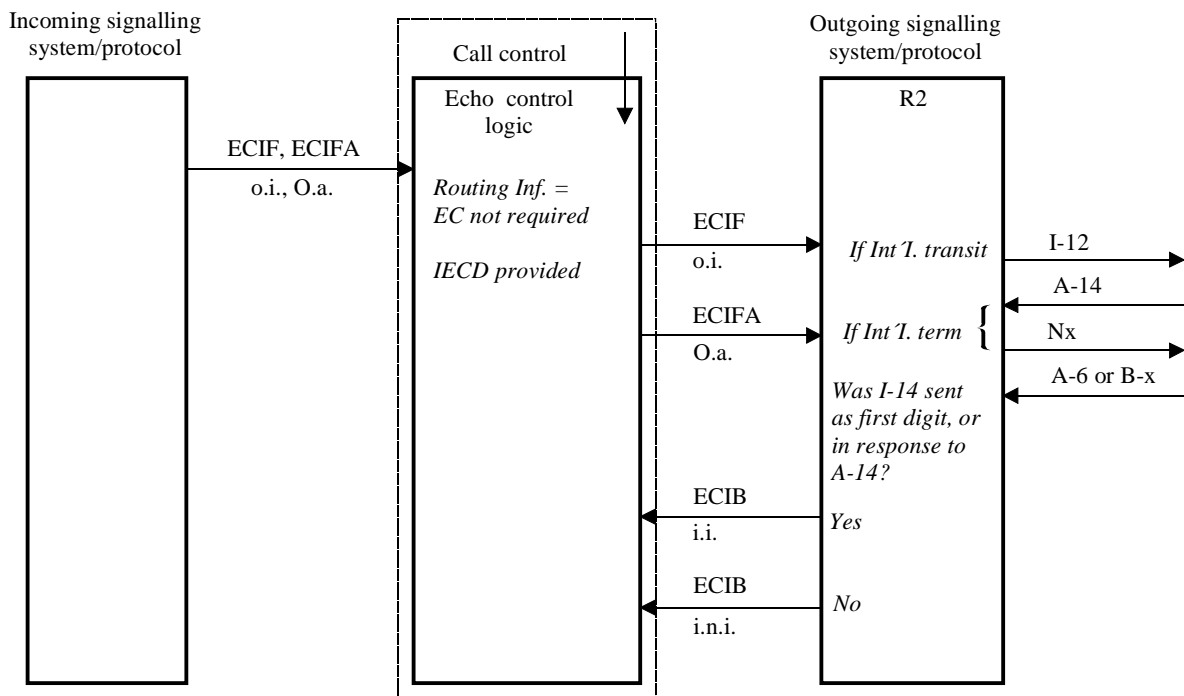 Incoming signalling
system/protocol
Call control
Outgoing signalling
system/protocol
Echo control
logic
R2
ECIF, ECIFA
o.i., O.a.
Routing Inf. =
EC not required
IECD provided
ECIF
o.i.
If Int´l. transit
I-12
A-14
ECIFA
O.a.
If Int´l. term {
Nx
A-6 or B-x
Was I-14 sent
as first digit, or
in response to
A-14?
ECIB
i.i.
Yes
ECIB
i.n.i.
No